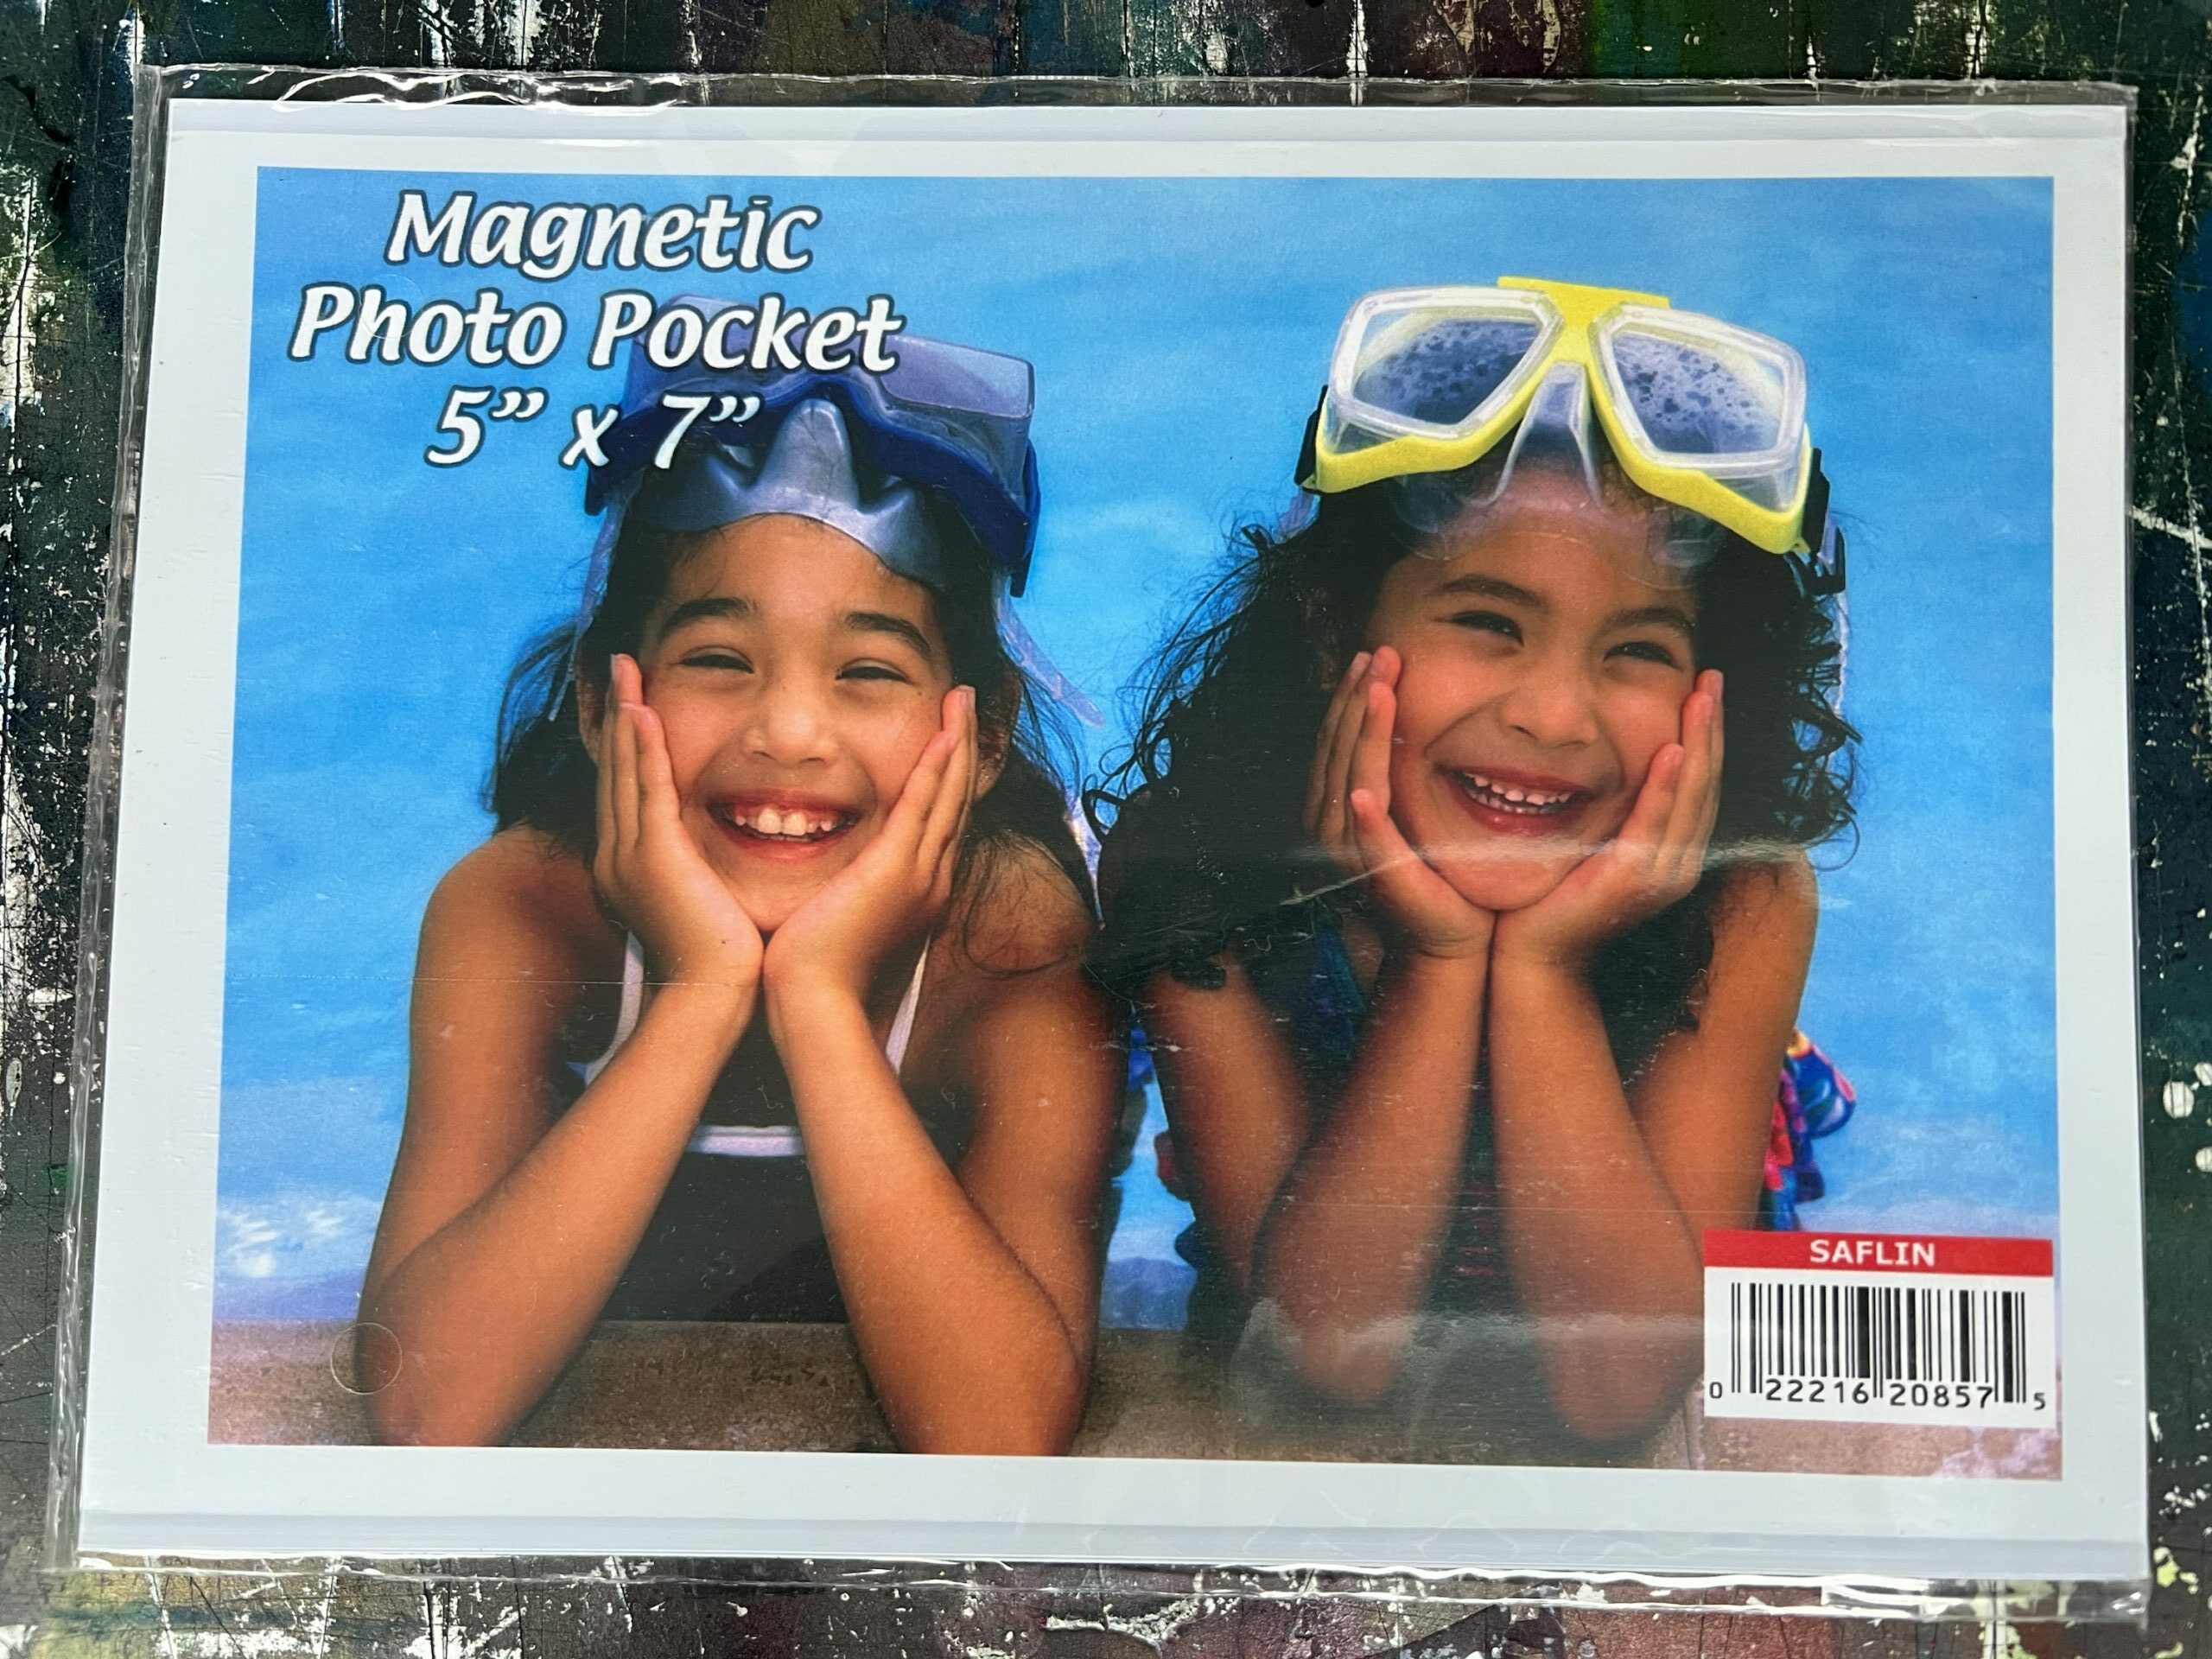 Magnetic
Photo Pocket
5” x 7”
SAFLIN
0 22216 20857 5